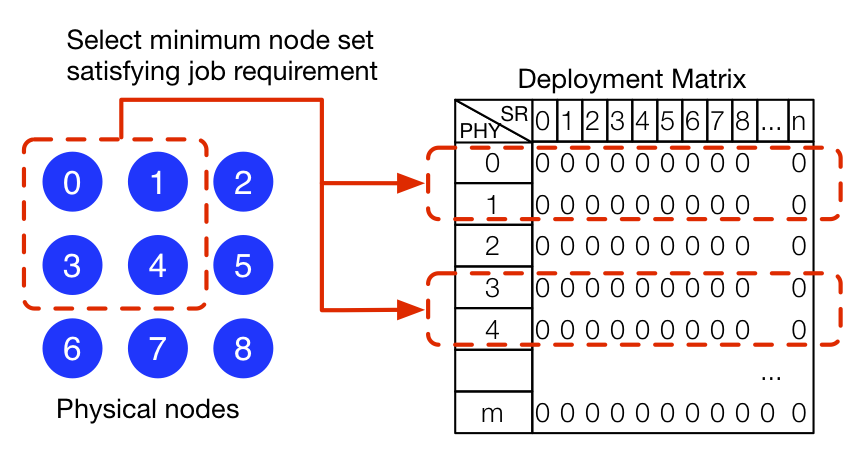 Select minimum node set
satisfying job requirement
Deployment Matrix
SR
PHY
0 1 2 3 4 5 6 7 8 ... n
0 0 0 0 0 0 0 0 0 0 0
1 0 0 0 0 0 0 0 0 0 0
2 0 0 0 0 0 0 0 0 0 0
3 0 0 0 0 0 0 0 0 0 0
4 0 0 0 0 0 0 0 0 0 0
...
m 0 0 0 0 0 0 0 0 0 0 0
0 1 2
3 4 5
6 7 8
Physical nodes